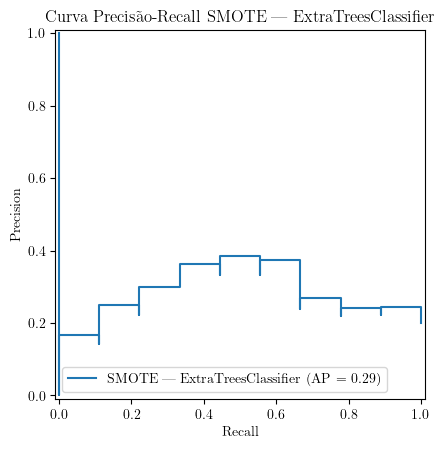 Curva Precisão-Recall SMOTE — ExtraTreesClassifier
1.0
0.8
0.6
0.4
0.2
0.0
Precision
SMOTE — ExtraTreesClassifier (AP = 0.29)
0.0 0.2 0.4 0.6 0.8 1.0
Recall